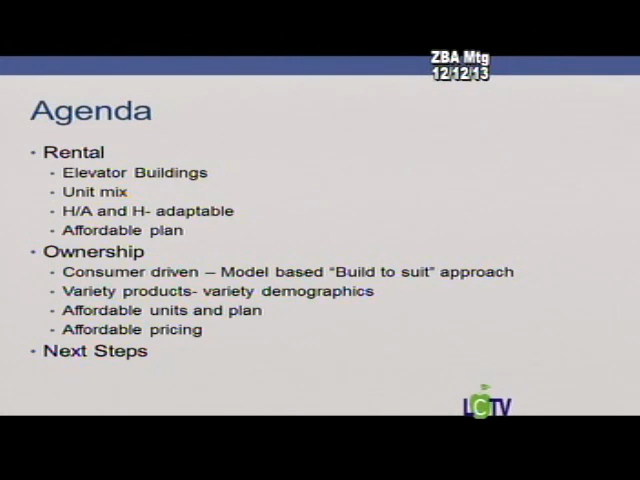 ZBA Mtg
12/12/13
Agenda
• Rental
• Elevator Buildings
• Unit mix
• H/A and H- adaptable
• Affordable plan
• Ownership
• Consumer driven – Model based “Build to suit” approach
• Variety products- variety demographics
• Affordable units and plan
• Affordable pricing
• Next Steps
LCTV